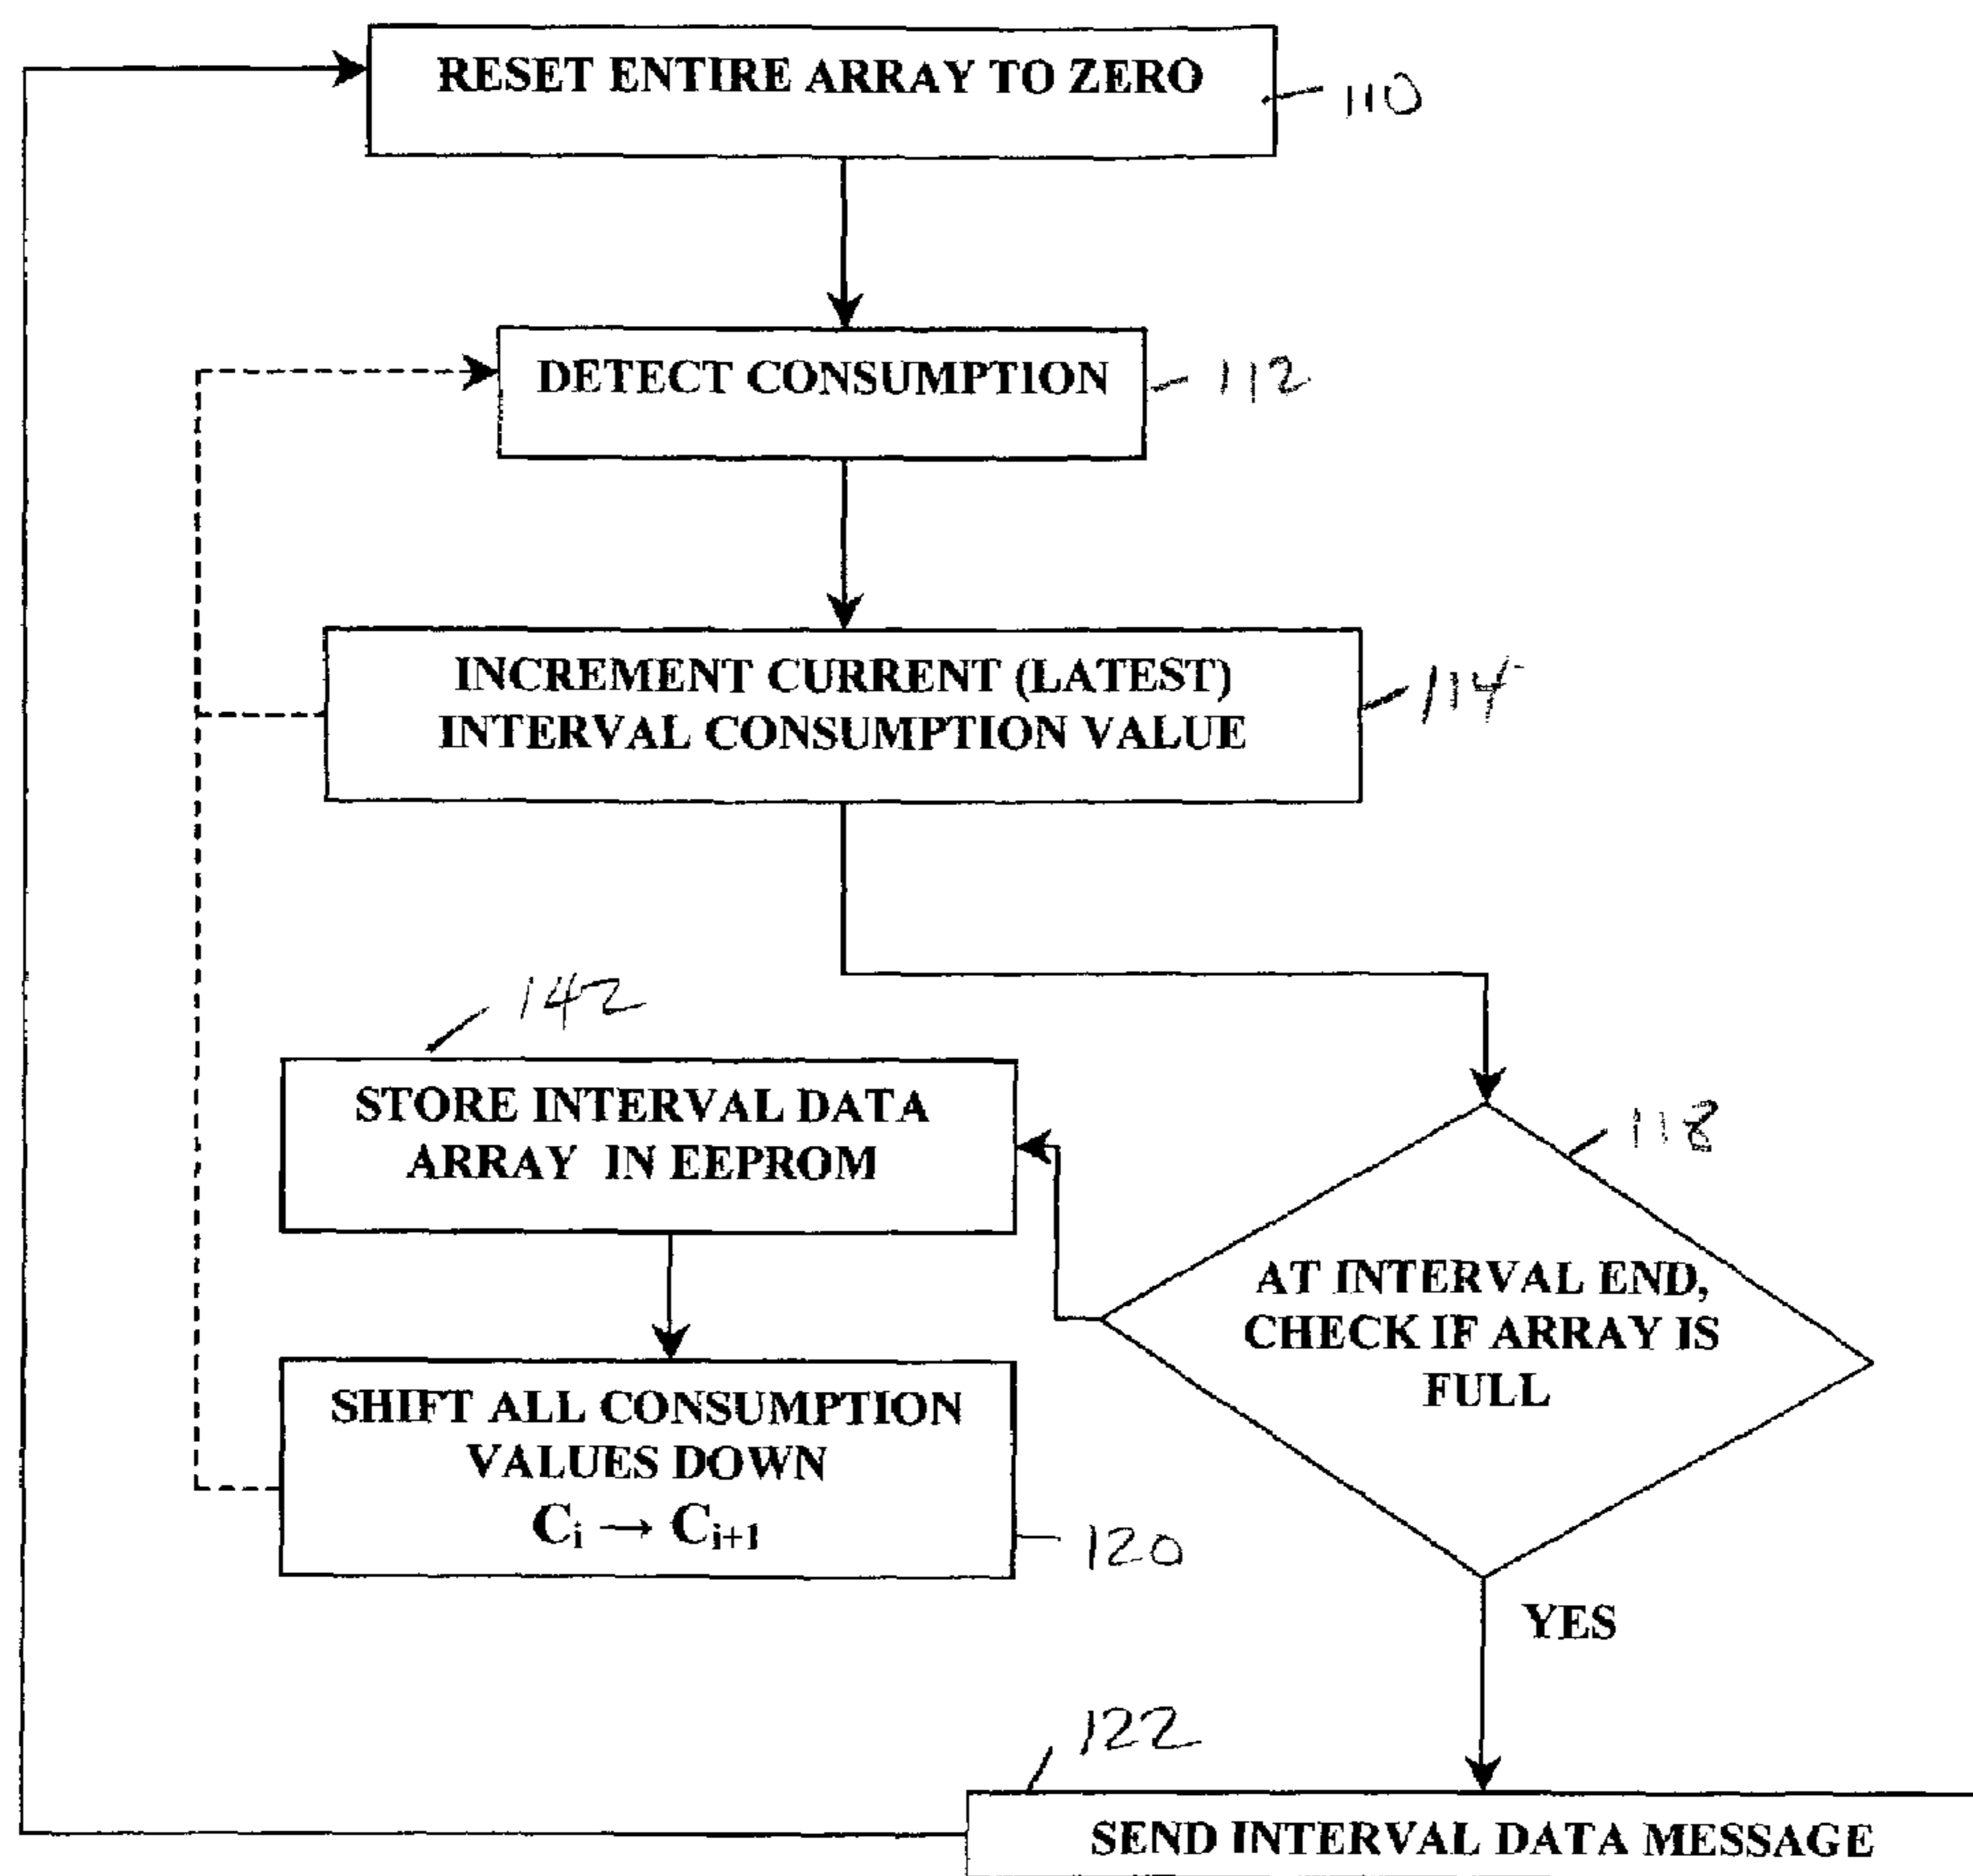 RESET ENTIRE ARRAY TO ZERO
110
DETECT CONSUMPTION
112
INCREMENT CURRENT (LATEST)
INTERVAL CONSUMPTION VALUE
114
142
STORE INTERVAL DATA
ARRAY IN EEPROM
118
AT INTERVAL END,
CHECK IF ARRAY IS
FULL
SHIFT ALL CONSUMPTION
VALUES DOWN
Ci → Ci+1
120
YES
122
SEND INTERVAL DATA MESSAGE